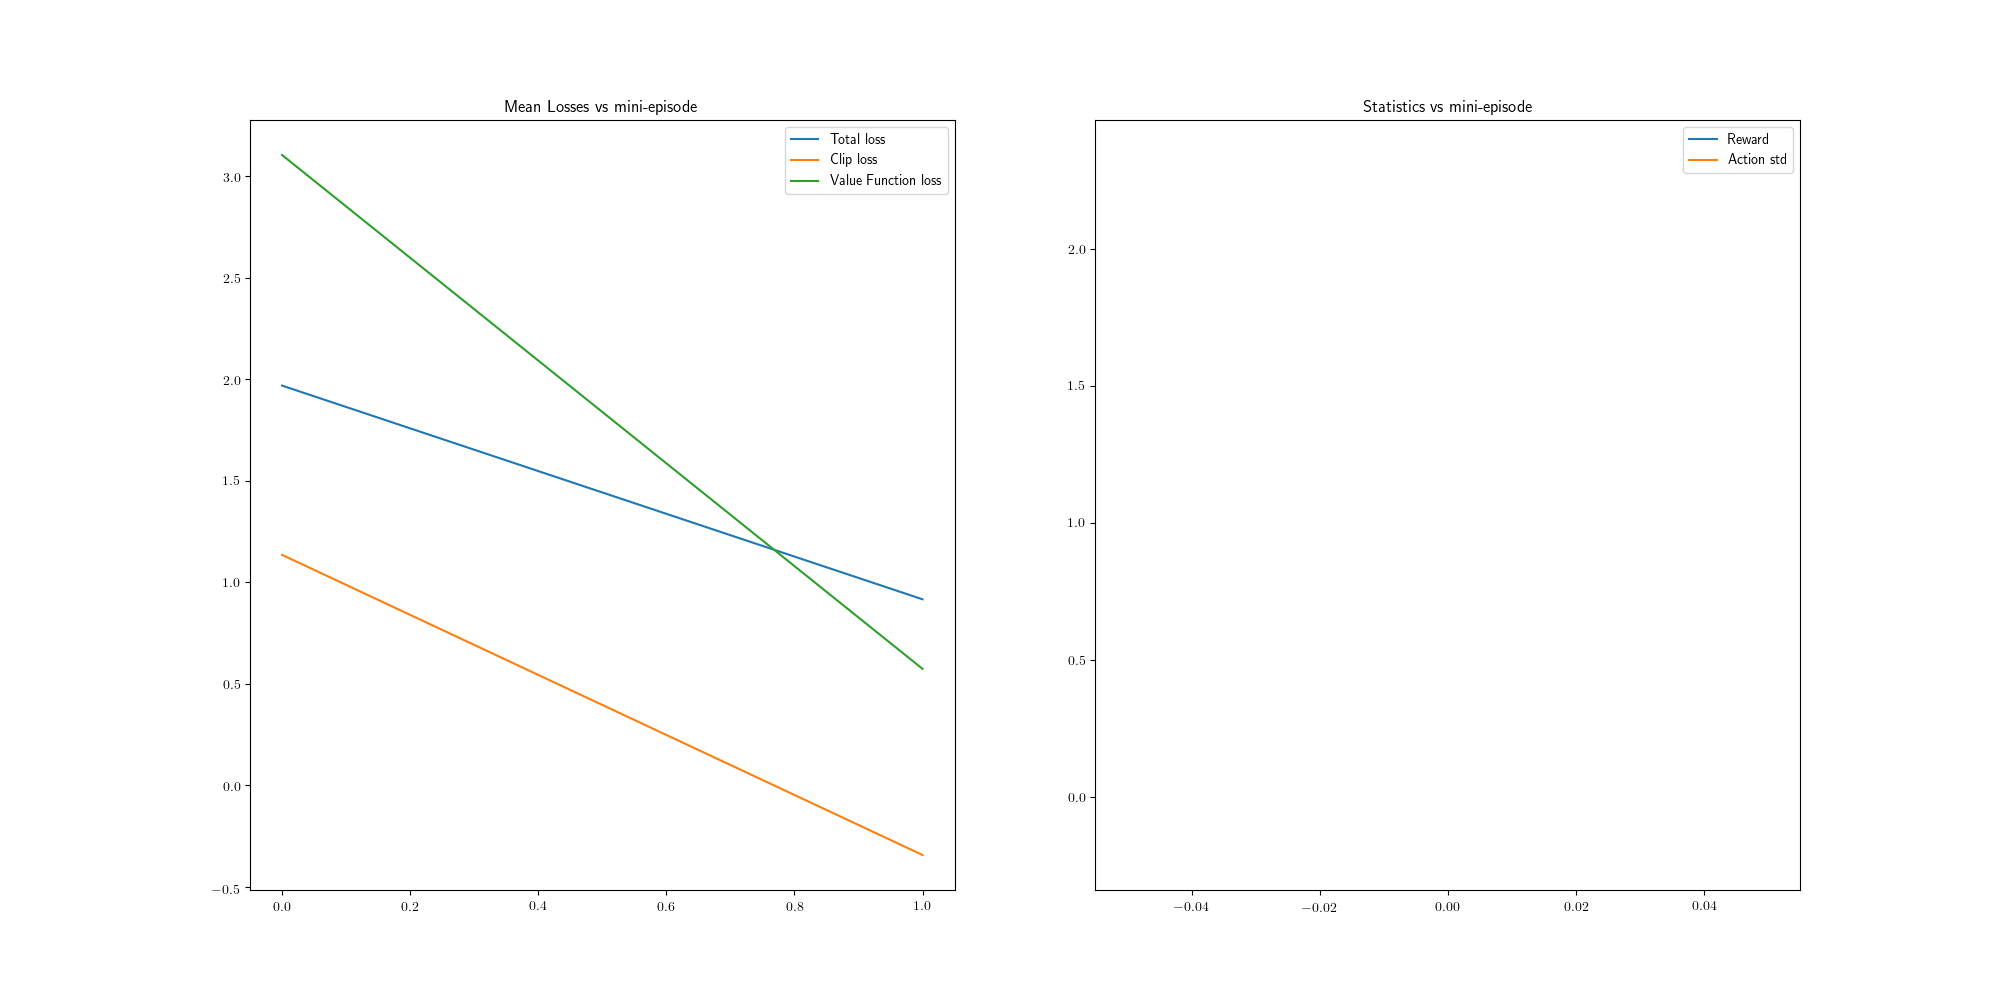 Mean Losses vs mini-episode
Total loss
Clip loss
Value Function loss
3.0
2.5
2.0
1.5
1.0
0.5
0.0
−0.5
0.0 0.2 0.4 0.6 0.8 1.0
Statistics vs mini-episode
Reward
Action std
2.0
1.5
1.0
0.5
0.0
−0.04 −0.02 0.00 0.02 0.04